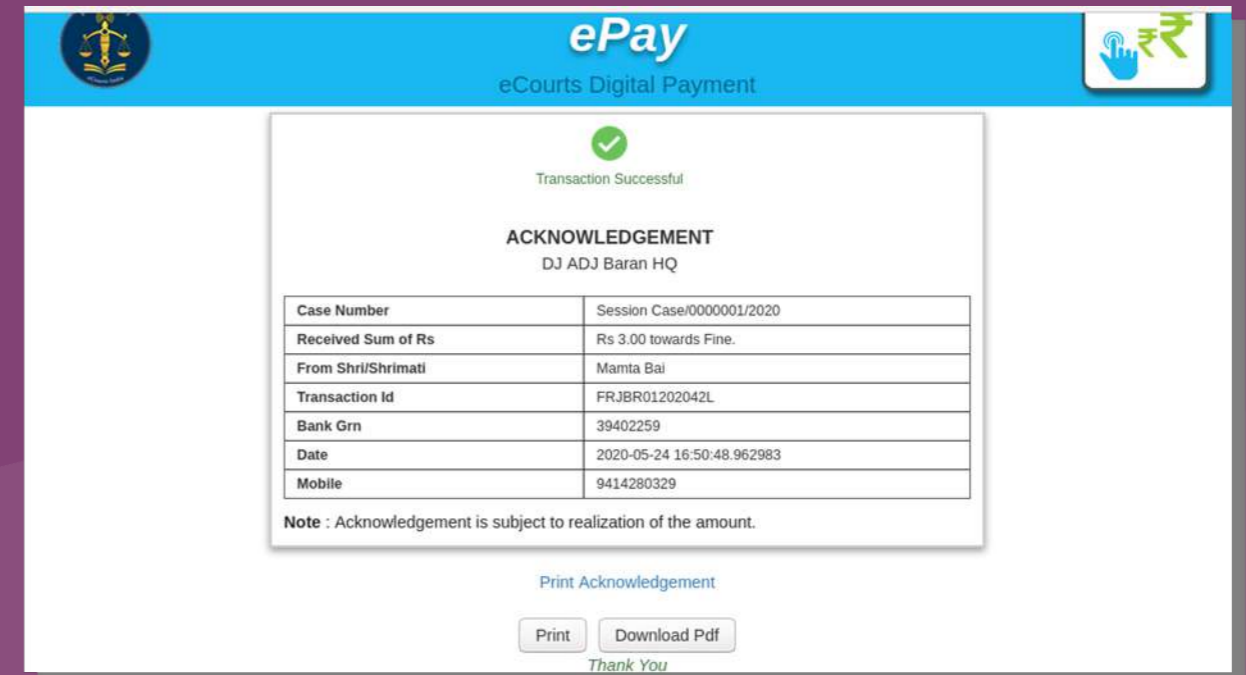 ePay
eCourts Digital Payment
₹₹
Transaction Successful
ACKNOWLEDGEMENT
DJ ADJ Baran HQ
Case Number Session Case/0000001/2020
Received Sum of Rs Rs 3.00 towards Fine.
From Shri/Shrimati Mamta Bai
Transaction Id FRJBR01202042L
Bank Grn 39402259
Date 2020-05-24 16:50:48.962983
Mobile 9414280329
Note : Acknowledgement is subject to realization of the amount.
Print Acknowledgement
Print Download Pdf
Thank You